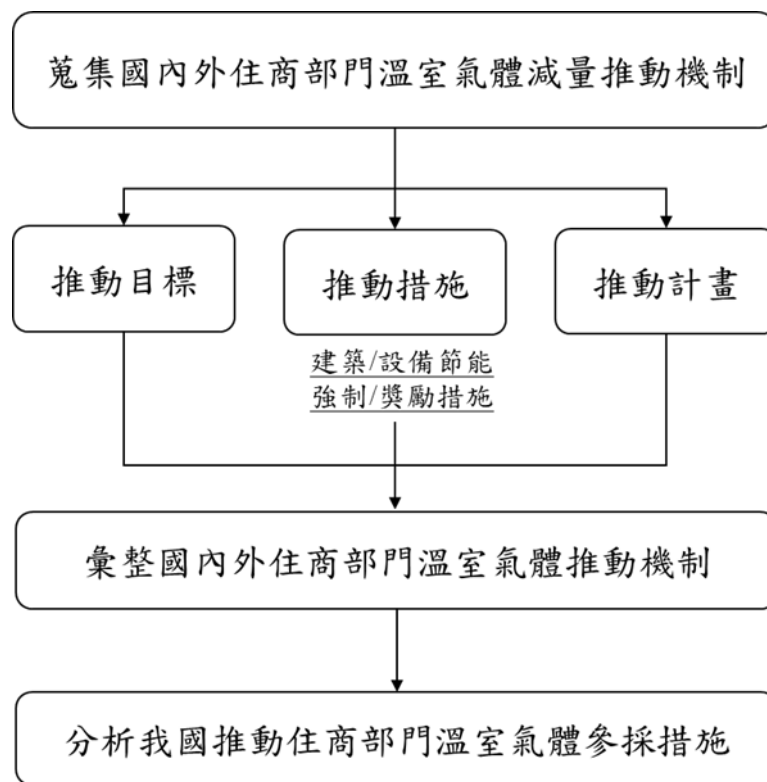 蒐集國內外住商部門溫室氣體減量推動機制
推動目標
推動措施
推動計畫
建築/設備節能
強制/獎勵措施
彙整國內外住商部門溫室氣體推動機制
分析我國推動住商部門溫室氣體參採措施